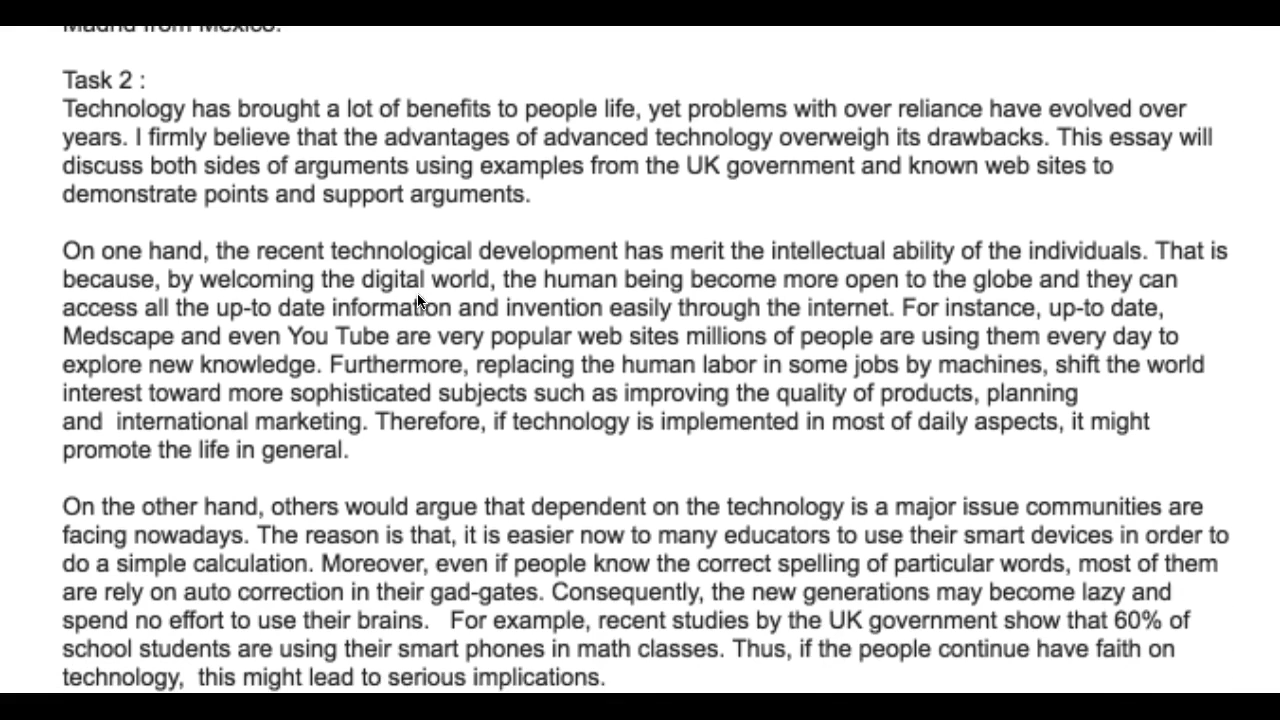 Madrid from Mexico.
Task 2 :
Technology has brought a lot of benefits to people life, yet problems with over reliance have evolved over
years. I firmly believe that the advantages of advanced technology overweigh its drawbacks. This essay will
discuss both sides of arguments using examples from the UK government and known web sites to
demonstrate points and support arguments.
On one hand, the recent technological development has merit the intellectual ability of the individuals. That is
because, by welcoming the digital world, the human being become more open to the globe and they can
access all the up-to date information and invention easily through the internet. For instance, up-to date,
Medscape and even You Tube are very popular web sites millions of people are using them every day to
explore new knowledge. Furthermore, replacing the human labor in some jobs by machines, shift the world
interest toward more sophisticated subjects such as improving the quality of products, planning
and  international marketing. Therefore, if technology is implemented in most of daily aspects, it might
promote the life in general.
On the other hand, others would argue that dependent on the technology is a major issue communities are
facing nowadays. The reason is that, it is easier now to many educators to use their smart devices in order to
do a simple calculation. Moreover, even if people know the correct spelling of particular words, most of them
are rely on auto correction in their gad-gates. Consequently, the new generations may become lazy and
spend no effort to use their brains.   For example, recent studies by the UK government show that 60% of
school students are using their smart phones in math classes. Thus, if the people continue have faith on
technology,  this might lead to serious implications.